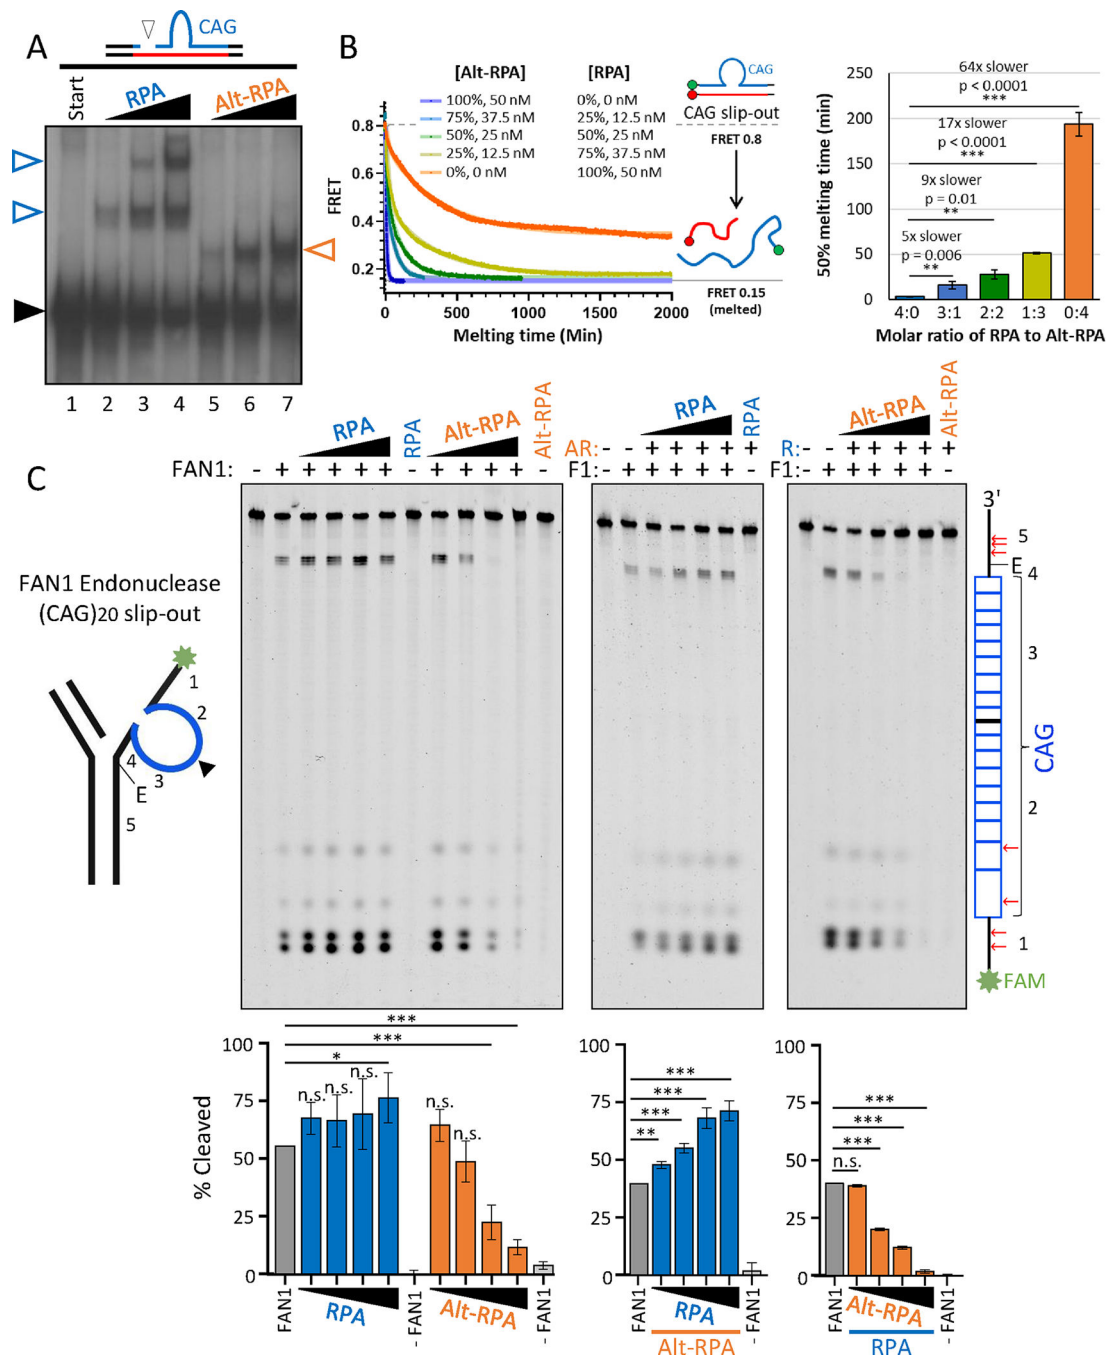 A
CAG
Start
RPA
Alt-RPA
1 2 3 4 5 6 7
B
[Alt-RPA] [RPA]
100%, 50 nM 0%, 0 nM
75%, 37.5 nM 25%, 12.5 nM
50%, 25 nM 50%, 25 nM
25%, 12.5 nM 75%, 37.5 nM
0%, 0 nM 100%, 50 nM
CAG
CAG slip-out
FRET 0.8
FRET 0.15
(melted)
FRET
0.8
0.6
0.4
0.2
0 500 1000 1500 2000
Melting time (Min)
50% melting time (min)
250
200
150
100
50
0
64x slower
p < 0.0001
***
17x slower
p < 0.0001
***
9x slower
p = 0.01
**
5x slower
p = 0.006
**
4:0 3:1 2:2 1:3 0:4
Molar ratio of RPA to Alt-RPA
C
RPA RPA Alt-RPA Alt-RPA
FAN1: - + + + + + - + + + + -
RPA RPA
AR: - - + + + + +
F1: - + + + + + -
Alt-RPA Alt-RPA
R: - - + + + + +
F1: - + + + + + -
FAN1 Endonuclease
(CAG)20 slip-out
1
2
3
4
E
5
3'
5
E
4
3
CAG
2
1
FAM
% Cleaved
100
75
50
25
0
***
***
*
n.s.
n.s.
n.s.
n.s.
n.s.
FAN1 RPA - FAN1 Alt-RPA - FAN1
100
75
50
25
0
***
***
***
**
FAN1 RPA - FAN1
Alt-RPA
100
75
50
25
0
***
***
***
n.s.
FAN1 Alt-RPA - FAN1
RPA